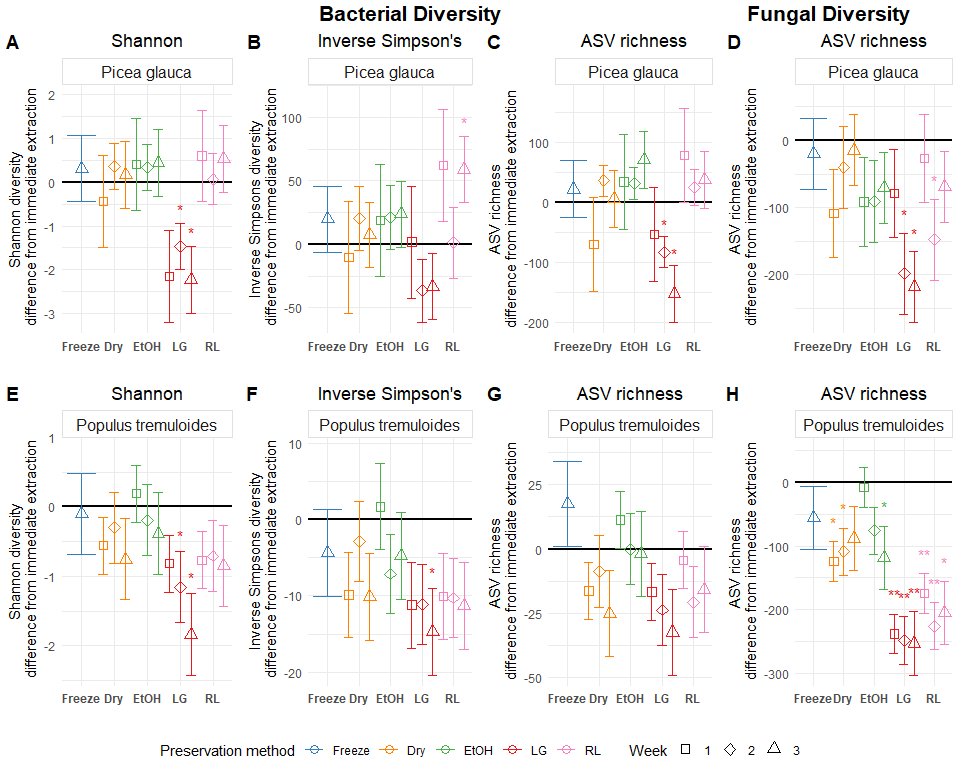 Bacterial Diversity
Fungal Diversity
A
Shannon
Picea glauca
Shannon diversity
difference from immediate extraction
2
1
0
-1
-2
-3
*
*
Freeze Dry EtOH LG RL
B
Inverse Simpson's
Picea glauca
Inverse Simpsons diversity
difference from immediate extraction
100
50
0
-50
*
Freeze Dry EtOH LG RL
C
ASV richness
Picea glauca
ASV richness
difference from immediate extraction
100
0
-100
-200
*
*
Freeze Dry EtOH LG RL
D
ASV richness
Picea glauca
ASV richness
difference from immediate extraction
0
-100
-200
*
*
*
Freeze Dry EtOH LG RL
E
Shannon
Populus tremuloides
Shannon diversity
difference from immediate extraction
1
0
-1
-2
*
*
Freeze Dry EtOH LG RL
F
Inverse Simpson's
Populus tremuloides
Inverse Simpsons diversity
difference from immediate extraction
10
0
-10
-20
*
Freeze Dry EtOH LG RL
G
ASV richness
Populus tremuloides
ASV richness
difference from immediate extraction
25
0
-25
-50
Freeze Dry EtOH LG RL
H
ASV richness
Populus tremuloides
ASV richness
difference from immediate extraction
0
-100
-200
-300
*
*
*
**
**
**
**
**
*
Freeze Dry EtOH LG RL
Preservation method Freeze Dry EtOH LG RL Week 1 2 3